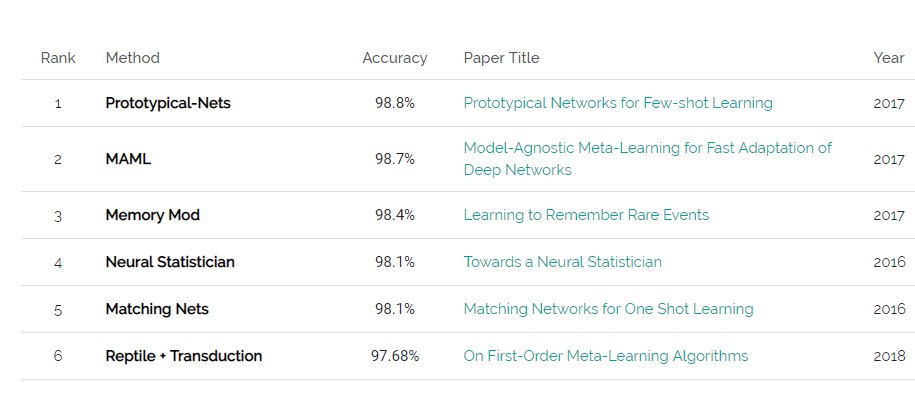 Rank Method Accuracy Paper Title Year
1 Prototypical-Nets 98.8% Prototypical Networks for Few-shot Learning 2017
2 MAML 98.7% Model-Agnostic Meta-Learning for Fast Adaptation of
Deep Networks 2017
3 Memory Mod 98.4% Learning to Remember Rare Events 2017
4 Neural Statistician 98.1% Towards a Neural Statistician 2016
5 Matching Nets 98.1% Matching Networks for One Shot Learning 2016
6 Reptile + Transduction 97.68% On First-Order Meta-Learning Algorithms 2018